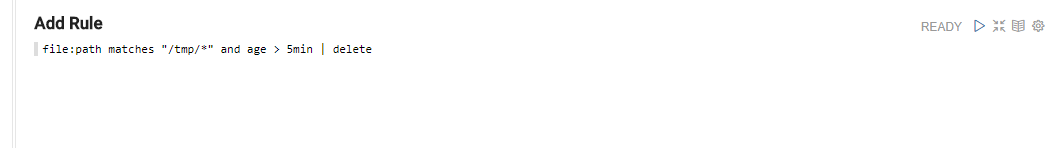 Add Rule
READY
file:path matches "/tmp/*" and age > 5min | delete